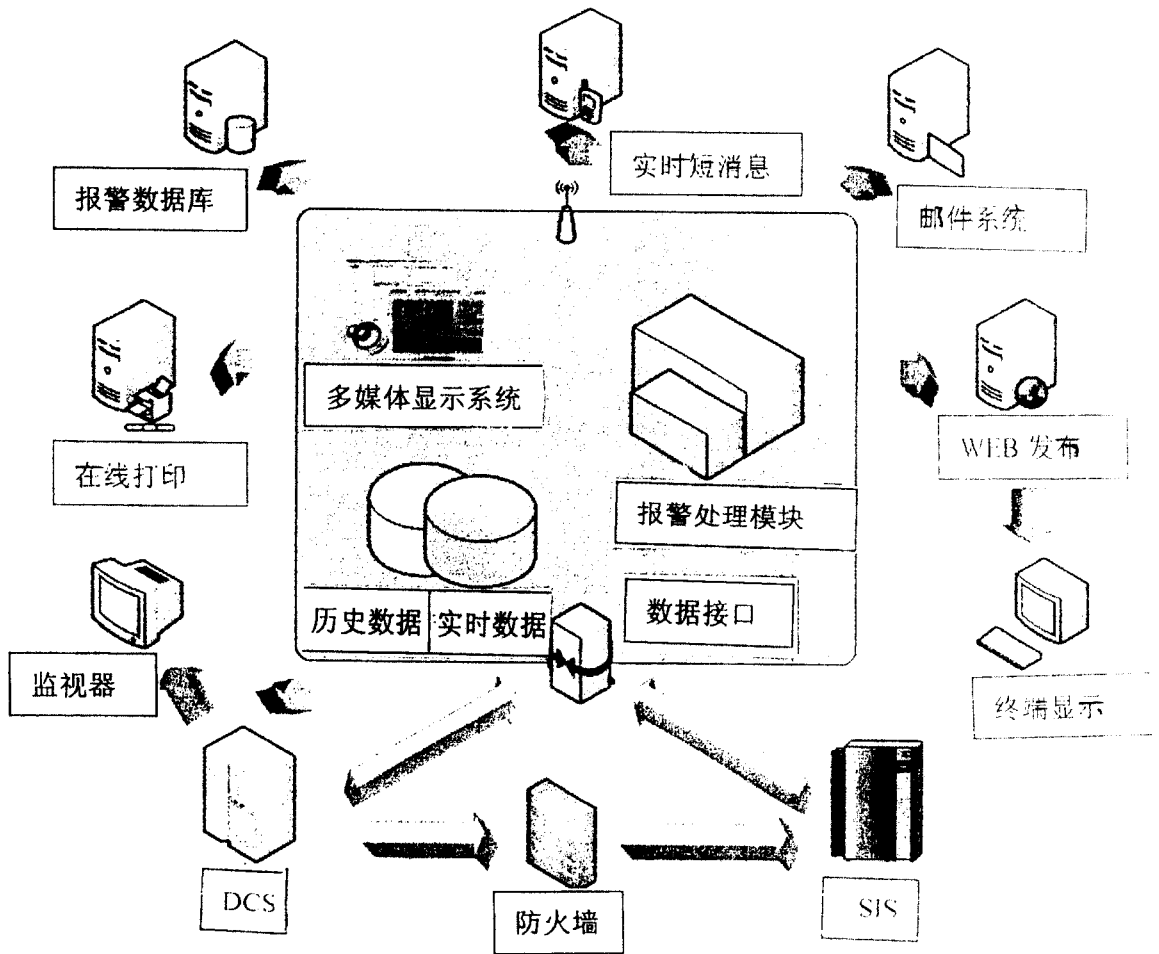 实时短消息
报警数据库
邮件系统
多媒体显示系统
在线打印
WEB 发布
报警处理模块
历史数据
实时数据
数据接口
监视器
终端显示
DCS
防火墙
SIS